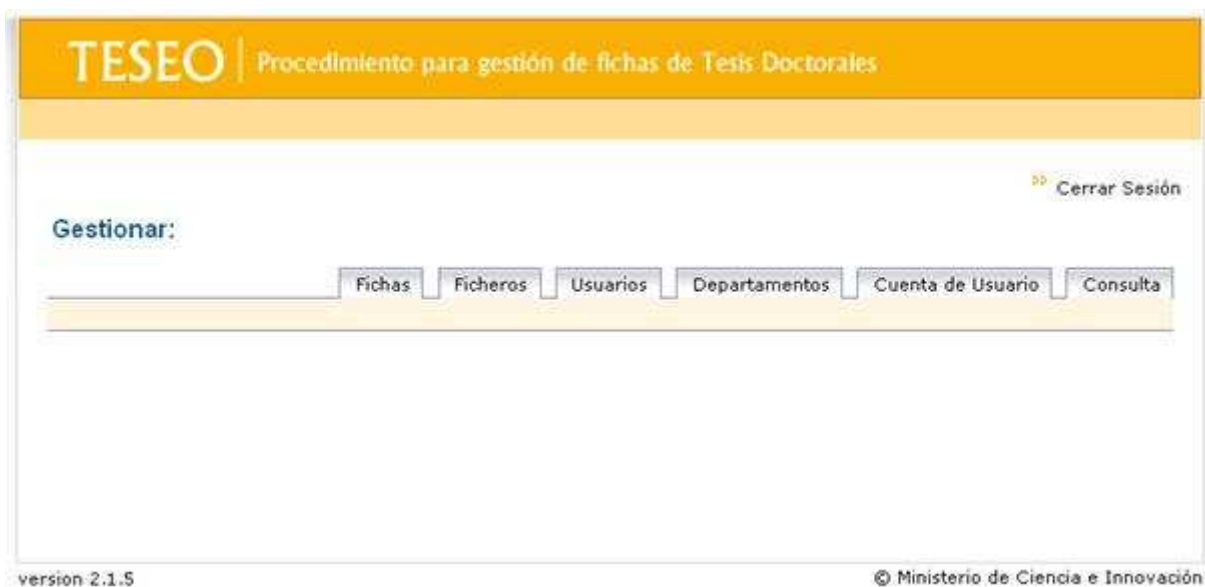 TESEO | Procedimiento para gestión de fichas de Tesis Doctorales
Cerrar Sesión
Gestionar:
Fichas Ficheros Usuarios Departamentos Cuenta de Usuario Consulta
version 2.1.5 © Ministerio de Ciencia e Innovación